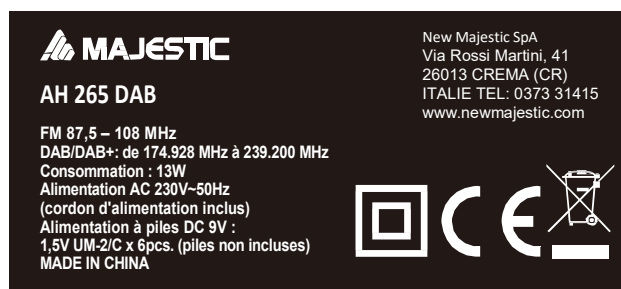 MAJESTIC
AH 265 DAB
FM 87,5 – 108 MHz
DAB/DAB+: de 174.928 MHz à 239.200 MHz
Consommation : 13W
Alimentation AC 230V~50Hz
(cordon d'alimentation inclus)
Alimentation à piles DC 9V :
1,5V UM-2/C x 6pcs. (piles non incluses)
MADE IN CHINA
New Majestic SpA
Via Rossi Martini, 41
26013 CREMA (CR)
ITALIE TEL: 0373 31415
www.newmajestic.com
CE